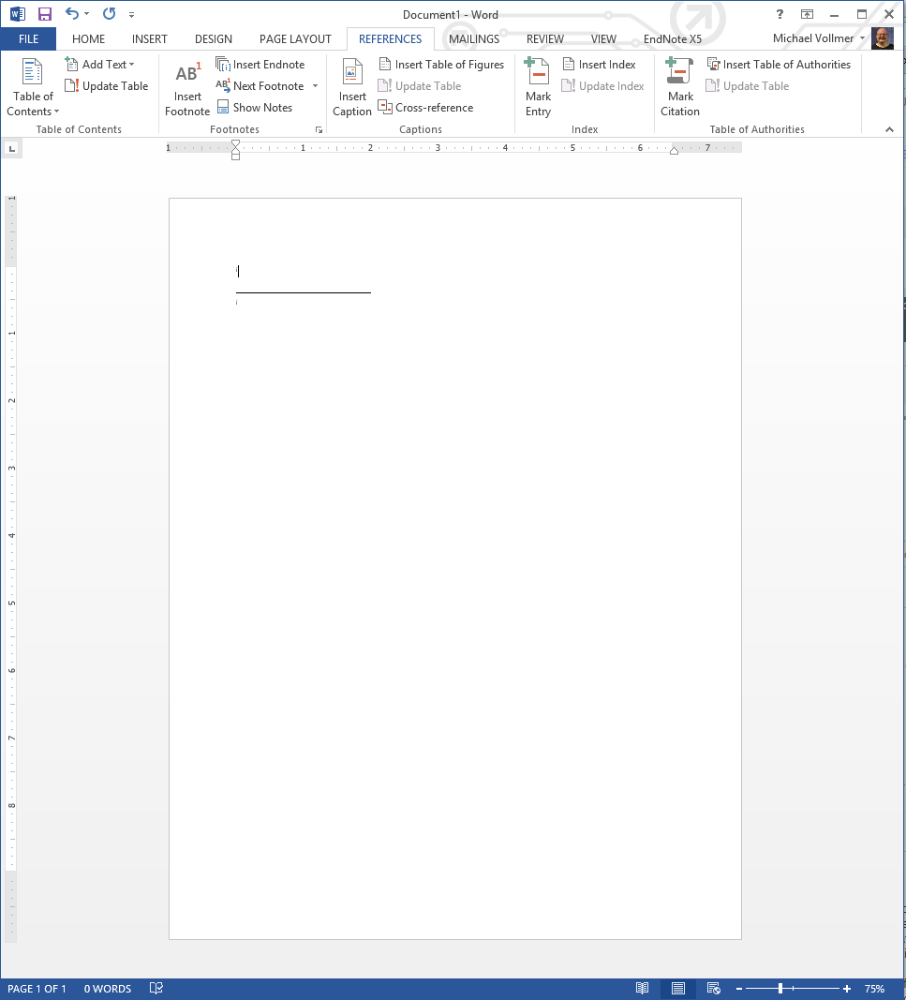 Document1 - Word
FILE HOME INSERT DESIGN PAGE LAYOUT REFERENCES MAILINGS REVIEW VIEW EndNote X5 Michael Vollmer
Table of Contents
Add Text
Update Table
Table of Contents
AB1
Insert Footnote
Insert Endnote
AB1 Next Footnote
Show Notes
Footnotes
Insert Caption
Insert Table of Figures
Update Table
Cross-reference
Captions
Mark Entry
Insert Index
Update Index
Index
Mark Citation
Insert Table of Authorities
Update Table
Table of Authorities
1 1 2 3 4 5 6 7
1
1
2
3
4
5
6
7
8
PAGE 1 OF 1 0 WORDS 75%